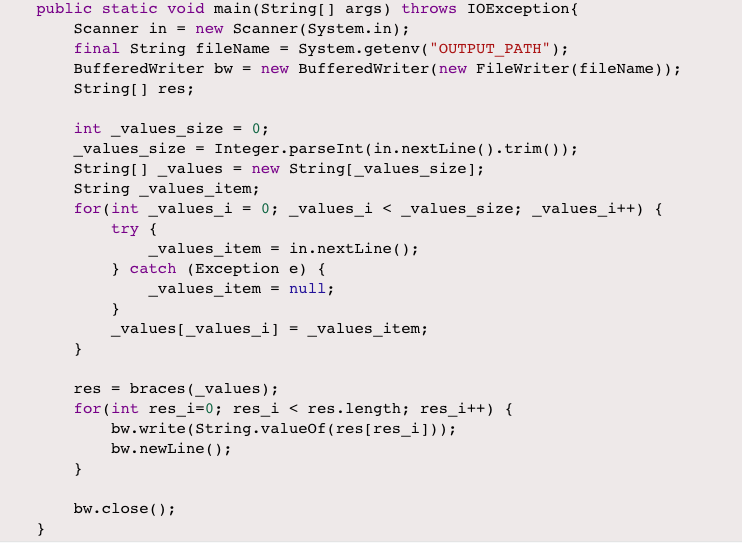 public static void main(String[] args) throws IOException{
    Scanner in = new Scanner(System.in);
    final String fileName = System.getenv("OUTPUT_PATH");
    BufferedWriter bw = new BufferedWriter(new FileWriter(fileName));
    String[] res;

    int _values_size = 0;
    _values_size = Integer.parseInt(in.nextLine().trim());
    String[] _values = new String[_values_size];
    String _values_item;
    for(int _values_i = 0; _values_i < _values_size; _values_i++) {
        try {
            _values_item = in.nextLine();
        } catch (Exception e) {
            _values_item = null;
        }
        _values[_values_i] = _values_item;
    }

    res = braces(_values);
    for(int res_i=0; res_i < res.length; res_i++) {
        bw.write(String.valueOf(res[res_i]));
        bw.newLine();
    }

    bw.close();
}